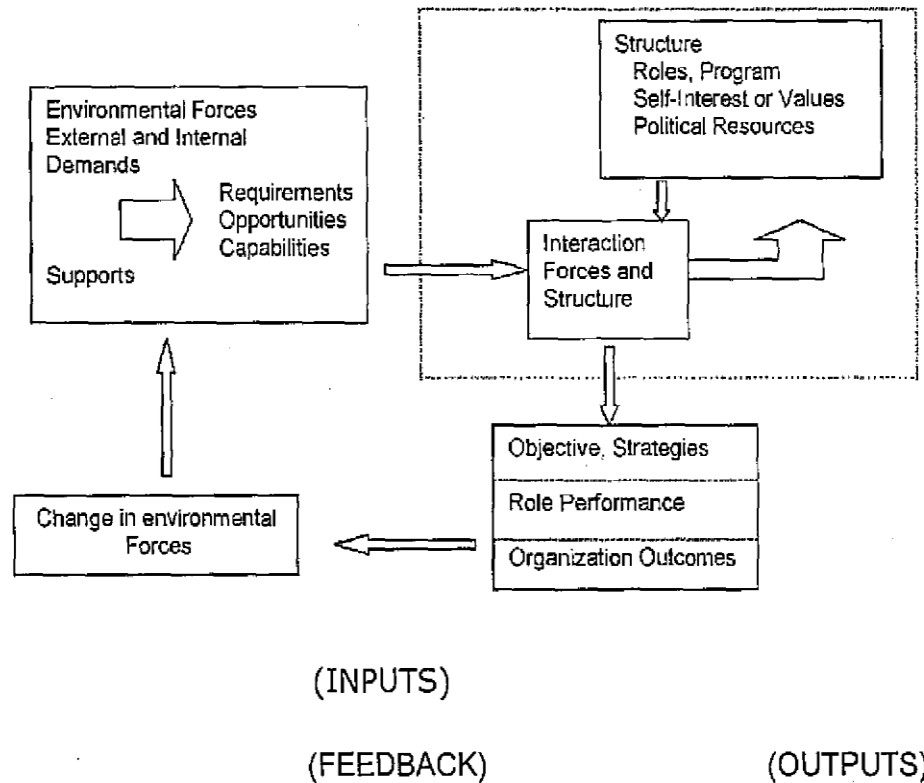 Structure
Roles, Program
Self-Interest or Values
Political Resources
Environmental Forces
External and Internal
Demands
Requirements
Opportunities
Capabilities
Supports
Interaction
Forces and
Structure
Objective, Strategies
Role Performance
Organization Outcomes
Change in environmental
Forces
(INPUTS)
(FEEDBACK)
(OUTPUTS)